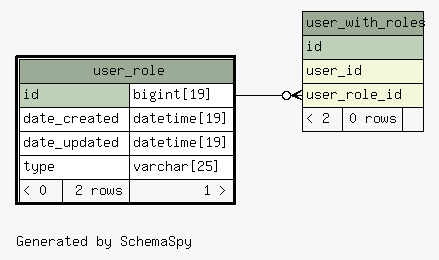 user_with_roles
id
user_id
user_role_id
< 2 0 rows
user_role
id bigint[19]
date_created datetime[19]
date_updated datetime[19]
type varchar[25]
< 0 2 rows 1 >
Generated by SchemaSpy